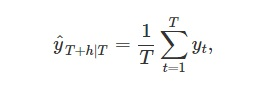 ŷ_{T+h|T} = \frac{1}{T} \sum_{t=1}^{T} y_t,